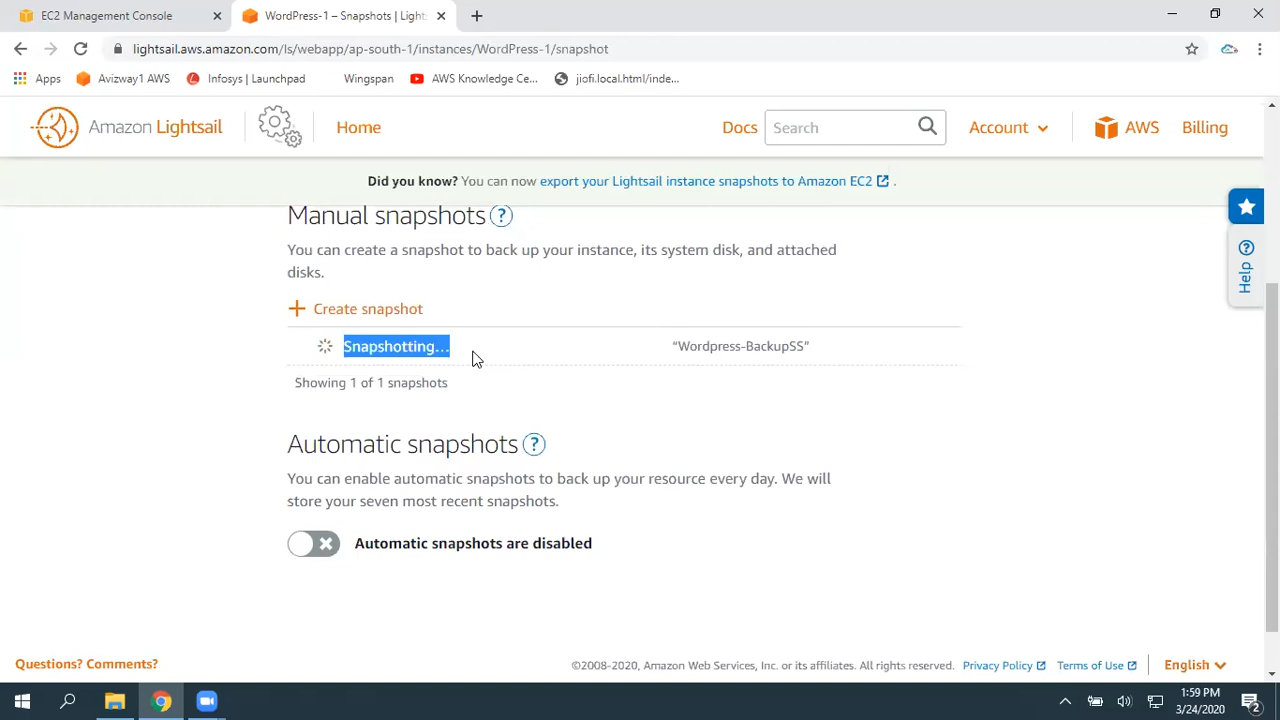 EC2 Management Console
WordPress-1 – Snapshots | Lights
lightsail.aws.amazon.com/ls/webapp/ap-south-1/instances/WordPress-1/snapshot
Apps
Avizway1 AWS
Infosys | Launchpad
Wingspan
AWS Knowledge Ce...
jiofi.local.html/inde...
Amazon Lightsail
Home
Docs
Search
Account
AWS
Billing
Did you know? You can now export your Lightsail instance snapshots to Amazon EC2 .
Manual snapshots ?
You can create a snapshot to back up your instance, its system disk, and attached
disks.
+ Create snapshot
Snapshotting... “Wordpress-BackupSS”
Showing 1 of 1 snapshots
Automatic snapshots ?
You can enable automatic snapshots to back up your resource every day. We will
store your seven most recent snapshots.
Automatic snapshots are disabled
Help ?
Questions? Comments?
©2008-2020, Amazon Web Services, Inc. or its affiliates. All rights reserved.
Privacy Policy
Terms of Use
English
1:59 PM
3/24/2020
2